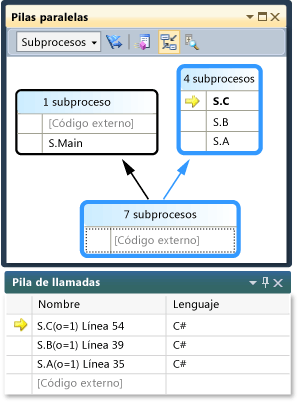 Pilas paralelas
Subprocesos
4 subprocesos
S.C
S.B
S.A
1 subproceso
[Código externo]
S.Main
7 subprocesos
[Código externo]
Pila de llamadas
Nombre Lenguaje
S.C(o=1) Línea 54 C#
S.B(o=1) Línea 39 C#
S.A(o=1) Línea 35 C#
[Código externo]